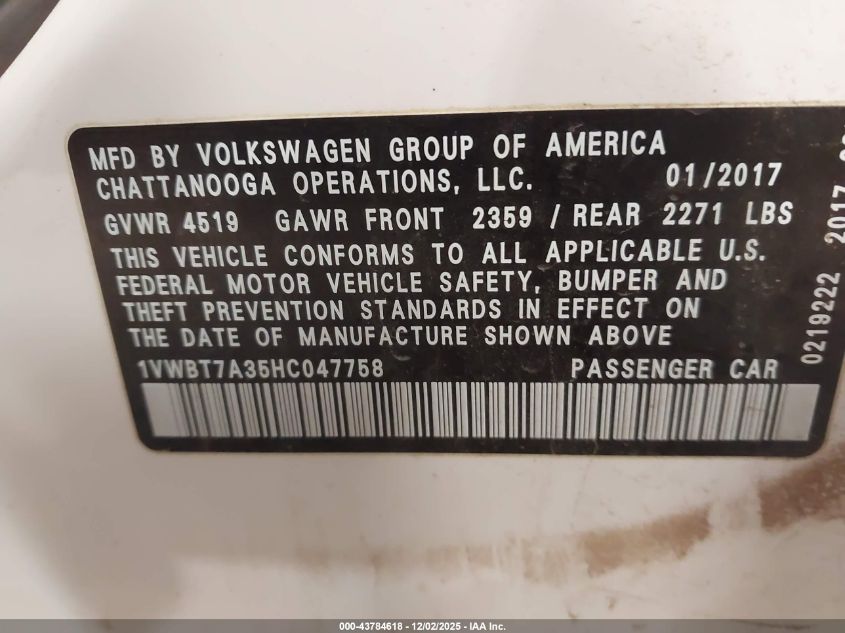 MFD BY VOLKSWAGEN GROUP OF AMERICA
CHATTANOOGA OPERATIONS, LLC. 01/2017
GVWR 4519 GAWR FRONT 2359 / REAR 2271 LBS
THIS VEHICLE CONFORMS TO ALL APPLICABLE U.S.
FEDERAL MOTOR VEHICLE SAFETY, BUMPER AND
THEFT PREVENTION STANDARDS IN EFFECT ON
THE DATE OF MANUFACTURE SHOWN ABOVE
1VWBT7A35HC047758 PASSENGER CAR
0219222 2017
000-43784618 - 12/02/2025 - IAA Inc.